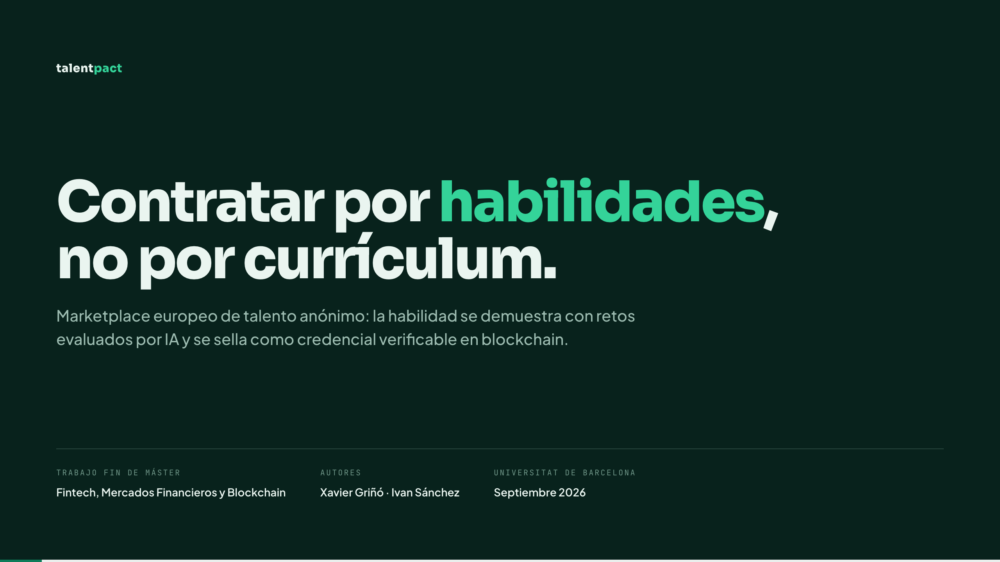 talentpact
Contratar por habilidades,
no por currículum.
Marketplace europeo de talento anónimo: la habilidad se demuestra con retos
evaluados por IA y se sella como credencial verificable en blockchain.
TRABAJO FIN DE MÁSTER
Fintech, Mercados Financieros y Blockchain
AUTORES
Xavier Griñó · Ivan Sánchez
UNIVERSITAT DE BARCELONA
Septiembre 2026